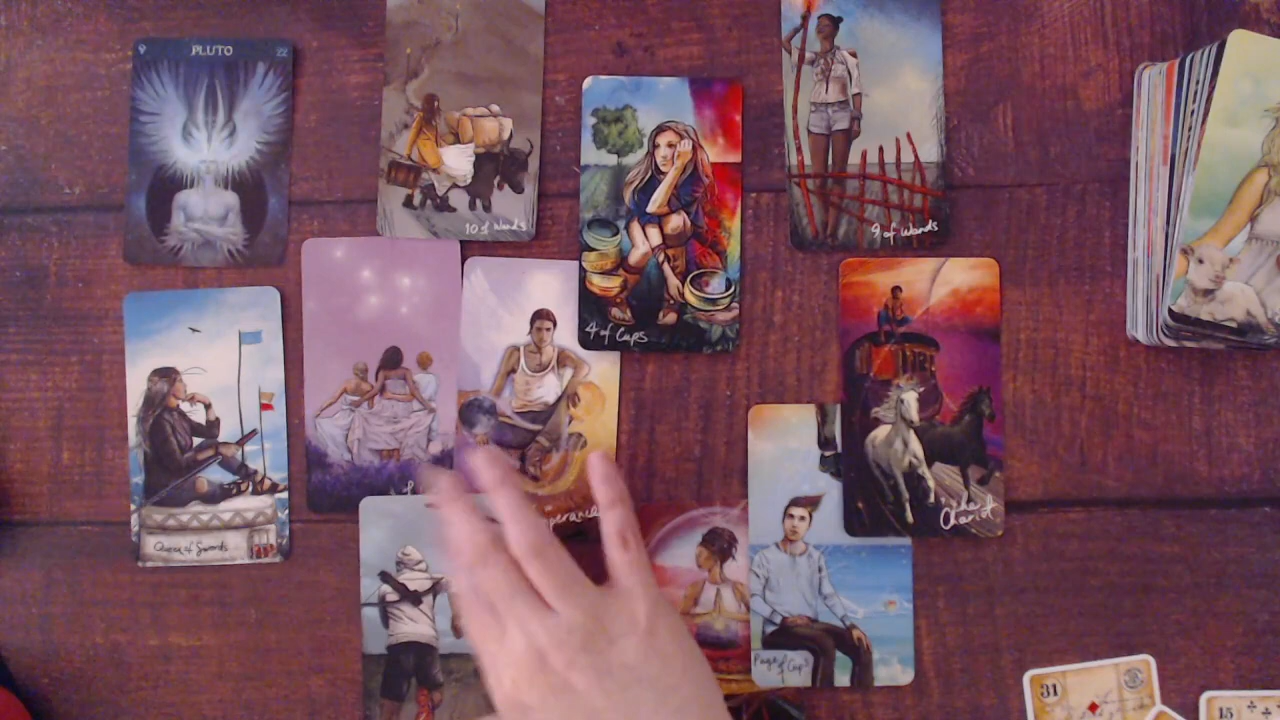 PLUTO
22
10 of Wands
9 of Wands
4 of Cups
The
Chariot
Queen of Swords
Page of Cups
31
15